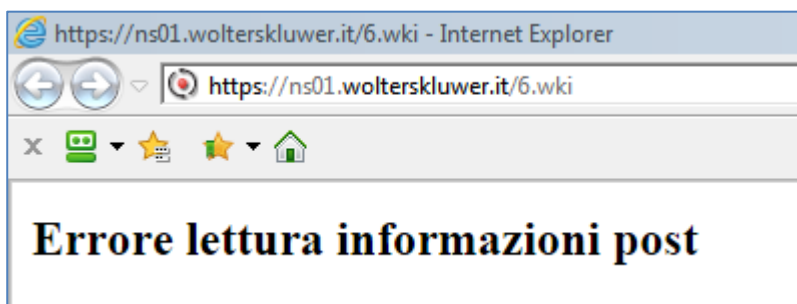 https://ns01.wolterskluwer.it/6.wki - Internet Explorer
https://ns01.wolterskluwer.it/6.wki
Errore lettura informazioni post